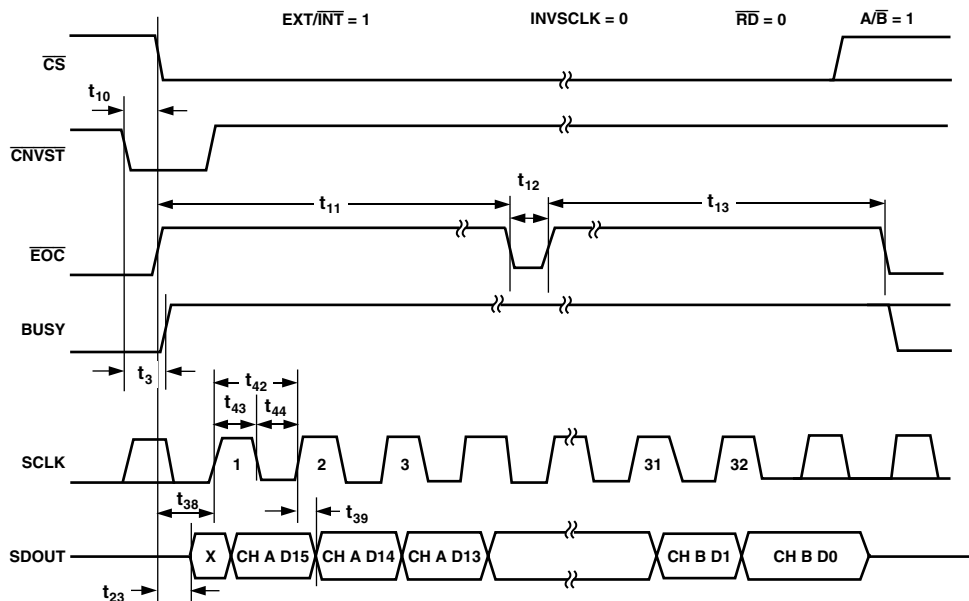 EXT/INT = 1 INVSCLK = 0 RD = 0 A/B = 1
CS
t10
CNVST
t12
t11
t13
EOC
BUSY
t3
t42
t43
t44
SCLK
1
2
3
31
32
t38
t39
SDOUT
X
CH A D15
CH A D14
CH A D13
CH B D1
CH B D0
t23